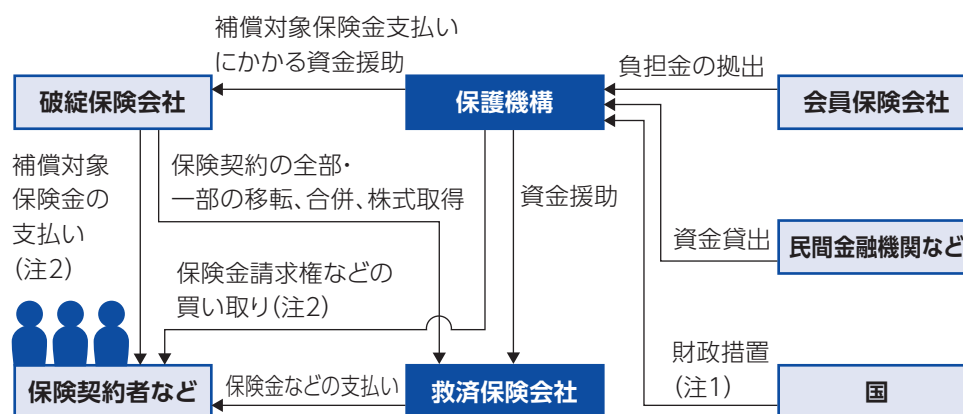 補償対象保険金支払い
にかかる資金援助
負担金の拠出
破綻保険会社
保護機構
会員保険会社
補償対象
保険金の
支払い
(注2)
保険契約の全部・
一部の移転、合併、株式取得
資金援助
資金貸出
民間金融機関など
保険金請求権などの
買い取り(注2)
財政措置
(注1)
保険契約者など
保険金などの支払い
救済保険会社
国